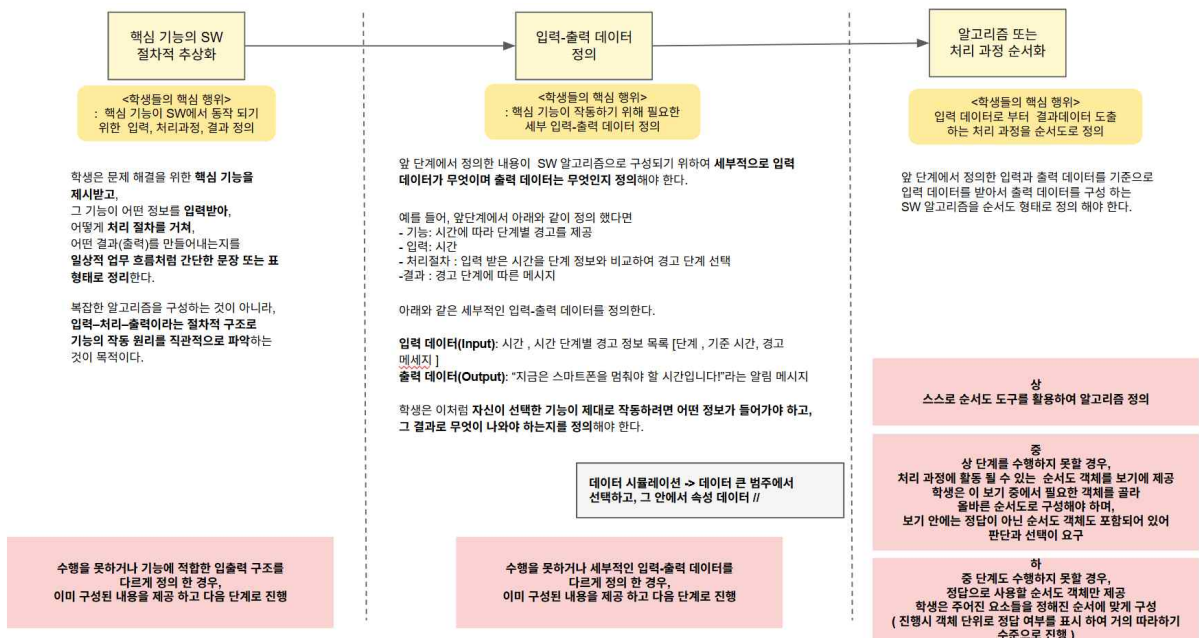 핵심 기능의 SW
절차적 추상화
<학생들의 핵심 행위>
: 핵심 기능이 SW에서 동작 되기
위한 입력, 처리과정, 결과 정의
학생은 문제 해결을 위한 핵심 기능을
제시받고,
그 기능이 어떤 정보를 입력받아,
어떻게 처리 절차를 거쳐,
어떤 결과(출력)를 만들어내는지를
일상적 업무 흐름처럼 간단한 문장 또는 표
형태로 정리한다.
복잡한 알고리즘을 구성하는 것이 아니라,
입력–처리–출력이라는 절차적 구조로
기능의 작동 원리를 직관적으로 파악하는
것이 목적이다.
수행을 못하거나 기능에 적합한 입출력 구조를
다르게 정의 한 경우,
이미 구성된 내용을 제공 하고 다음 단계로 진행
입력-출력 데이터
정의
<학생들의 핵심 행위>
: 핵심 기능이 작동하기 위해 필요한
세부 입력-출력 데이터 정의
앞 단계에서 정의한 내용이 SW 알고리즘으로 구성되기 위하여 세부적으로 입력
데이터가 무엇이며 출력 데이터는 무엇인지 정의해야 한다.
예를 들어, 앞단계에서 아래와 같이 정의 했다면
- 기능: 시간에 따라 단계별 경고를 제공
- 입력: 시간
- 처리절차 : 입력 받은 시간을 단계 정보와 비교하여 경고 단계 선택
-결과 : 경고 단계에 따른 메시지
아래와 같은 세부적인 입력-출력 데이터를 정의한다.
입력 데이터(Input): 시간 , 시간 단계별 경고 정보 목록 [단계 , 기준 시간, 경고
메세지 ]
출력 데이터(Output): “지금은 스마트폰을 멈춰야 할 시간입니다!”라는 알림 메시지
학생은 이처럼 자신이 선택한 기능이 제대로 작동하려면 어떤 정보가 들어가야 하고,
그 결과로 무엇이 나와야 하는지를 정의해야 한다.
데이터 시뮬레이션 -> 데이터 큰 범주에서
선택하고, 그 안에서 속성 데이터 //
수행을 못하거나 세부적인 입력-출력 데이터를
다르게 정의 한 경우,
이미 구성된 내용을 제공 하고 다음 단계로 진행
알고리즘 또는
처리 과정 순서화
<학생들의 핵심 행위>
입력 데이터로 부터 결과데이터 도출
하는 처리 과정을 순서도로 정의
앞 단계에서 정의한 입력과 출력 데이터를 기준으로
입력 데이터를 받아서 출력 데이터를 구성 하는
SW 알고리즘을 순서도 형태로 정의 해야 한다.
상
스스로 순서도 도구를 활용하여 알고리즘 정의
중
상 단계를 수행하지 못할 경우,
처리 과정에 활동 될 수 있는 순서도 객체를 보기에 제공
학생은 이 보기 중에서 필요한 객체를 골라
올바른 순서도로 구성해야 하며,
보기 안에는 정답이 아닌 순서도 객체도 포함되어 있어
판단과 선택이 요구
하
중 단계도 수행하지 못할 경우,
정답으로 사용할 순서도 객체만 제공
학생은 주어진 요소들을 정해진 순서에 맞게 구성
( 진행시 객체 단위로 정답 여부를 표시 하여 거의 따라하기
수준으로 진행 )